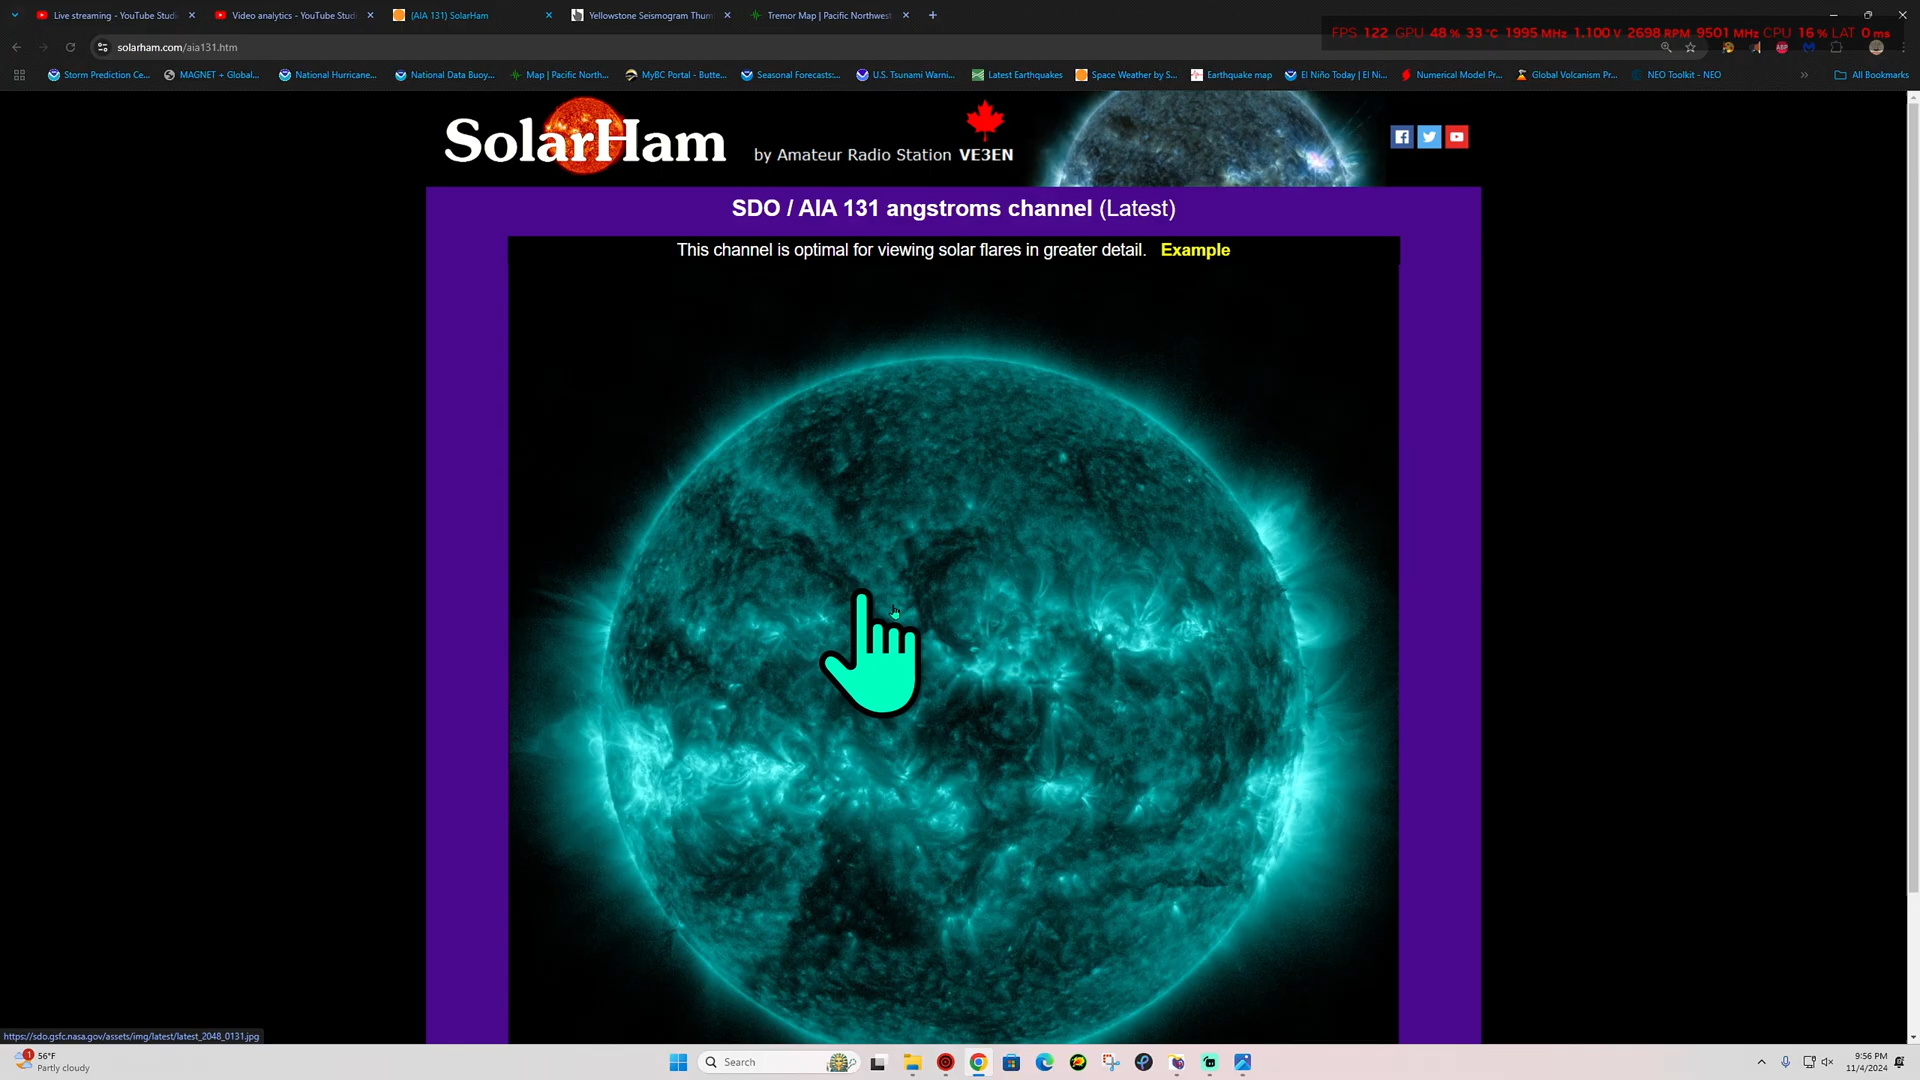 Live streaming - YouTube Studi
Video analytics - YouTube Studi
(AIA 131) SolarHam
Yellowstone Seismogram Thum
Tremor Map | Pacific Northwest
solarham.com/aia131.htm
FPS 122 GPU 48 % 33 °C 1995 MHz 1.100 V 2698 RPM 9501 MHz CPU 16 % LAT 0 ms
Storm Prediction Ce...
MAGNET + Global...
National Hurricane...
National Data Buoy...
Map | Pacific North...
MyBC Portal - Butte...
Seasonal Forecasts:...
U.S. Tsunami Warni...
Latest Earthquakes
Space Weather by S...
Earthquake map
El Niño Today | El Ni...
Numerical Model Pr...
Global Volcanism Pr...
NEO Toolkit - NEO
All Bookmarks
SolarHam
by Amateur Radio Station VE3EN
SDO / AIA 131 angstroms channel (Latest)
This channel is optimal for viewing solar flares in greater detail. Example
https://sdo.gsfc.nasa.gov/assets/img/latest/latest_2048_0131.jpg
1
56°F
Partly cloudy
Search
9:56 PM
11/4/2024